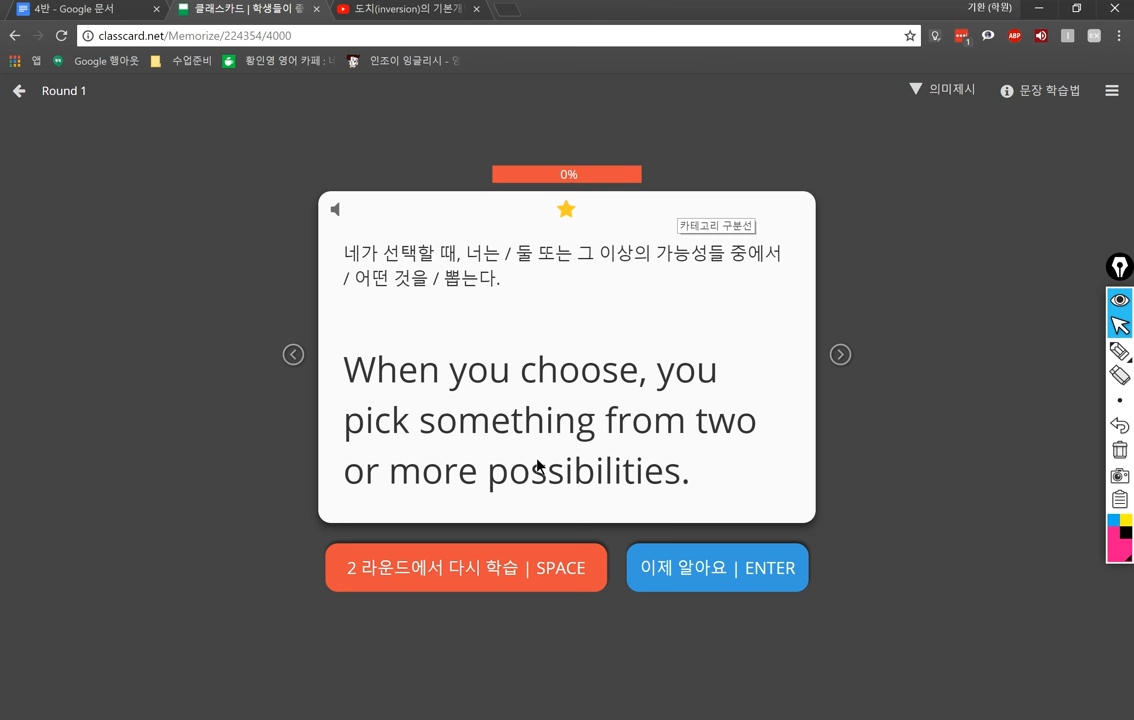 4반 - Google 문서
클래스카드 | 학생들이 좋
도치(inversion)의 기본개
기환 (학원)
classcard.net/Memorize/224354/4000
ABP
1
앱
Google 행아웃
수업준비
황인영 영어 카페 : 네
인조이 잉글리시 -
Round 1
의미제시
문장 학습법
0%
카테고리 구분선
네가 선택할 때, 너는 / 둘 또는 그 이상의 가능성들 중에서
/ 어떤 것을 / 뽑는다.
When you choose, you
pick something from two
or more possibilities.
2 라운드에서 다시 학습 | SPACE
이제 알아요 | ENTER